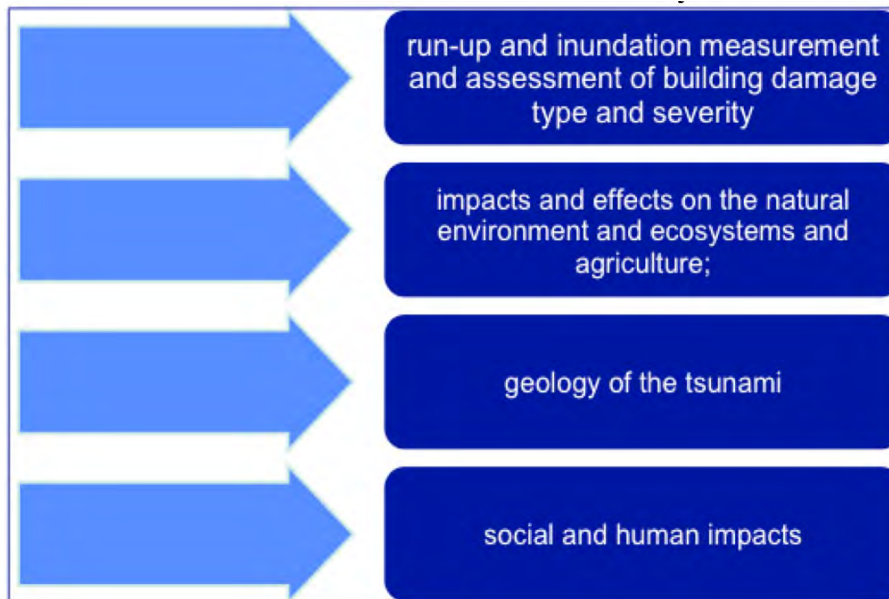 run-up and inundation measurement
and assessment of building damage
type and severity
impacts and effects on the natural
environment and ecosystems and
agriculture;
geology of the tsunami
social and human impacts